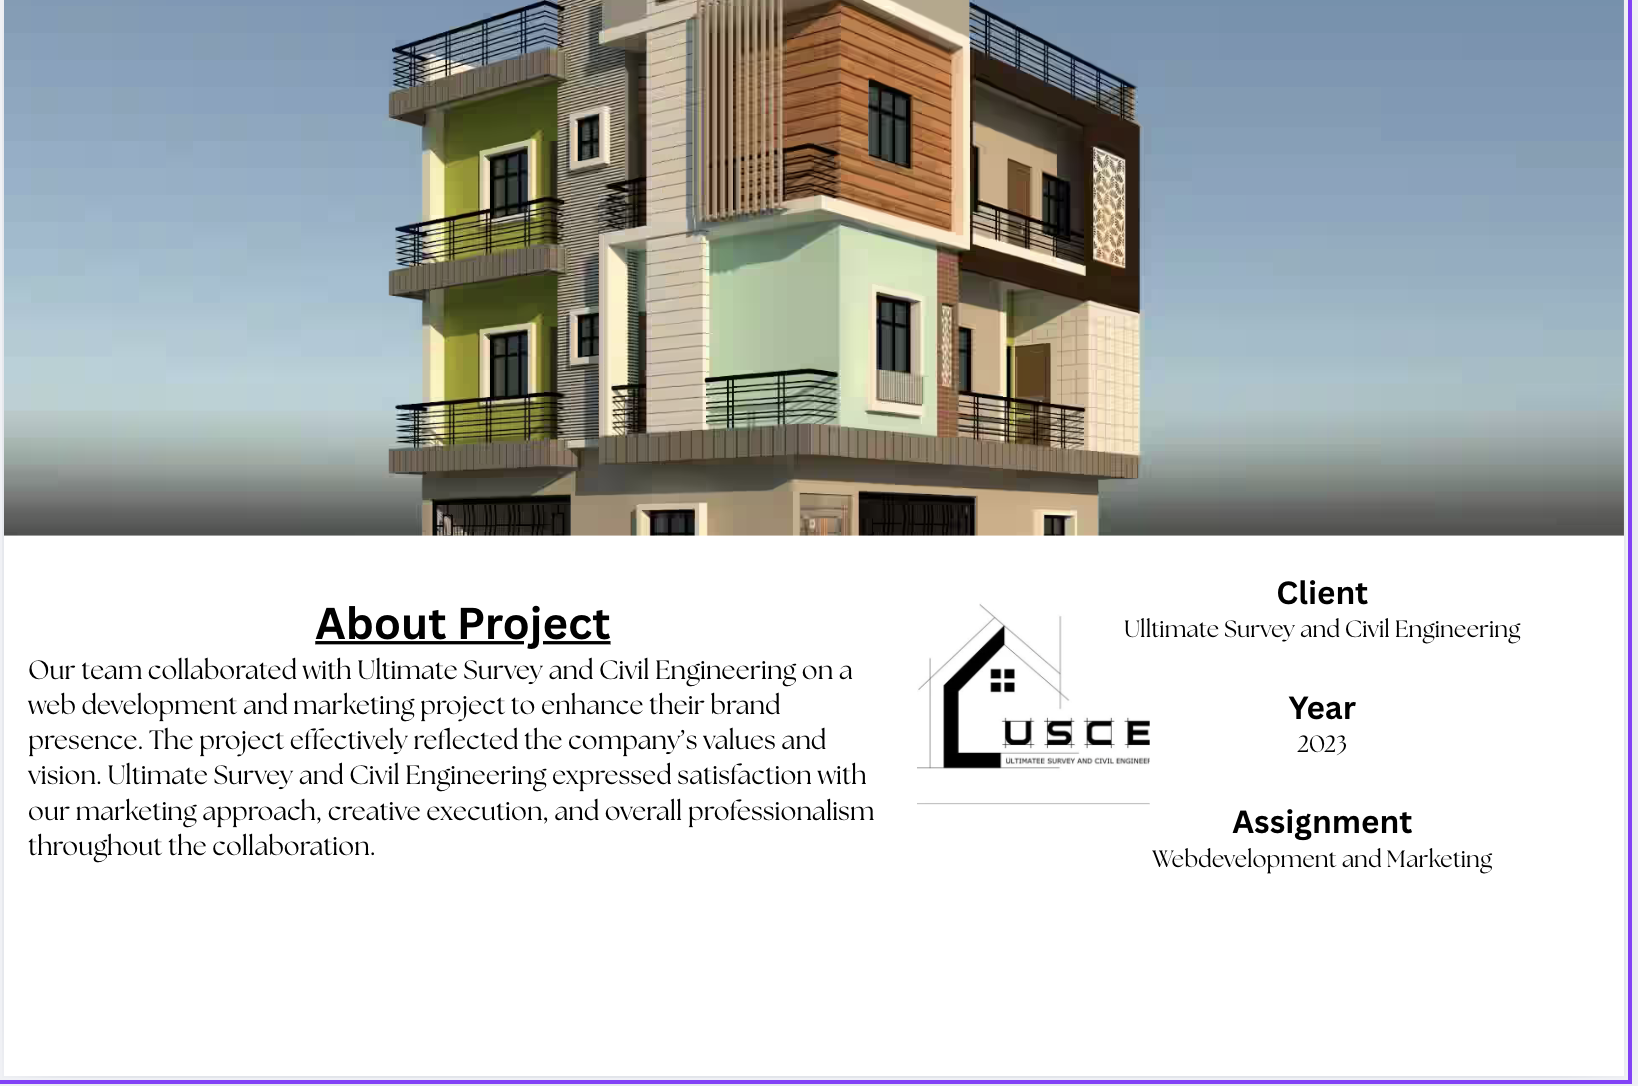 About Project
Our team collaborated with Ultimate Survey and Civil Engineering on a
web development and marketing project to enhance their brand
presence. The project effectively reflected the company’s values and
vision. Ultimate Survey and Civil Engineering expressed satisfaction with
our marketing approach, creative execution, and overall professionalism
throughout the collaboration.
USCE
ULTIMATEE SURVEY AND CIVIL ENGINEER
Client
Ulltimate Survey and Civil Engineering
Year
2023
Assignment
Webdevelopment and Marketing